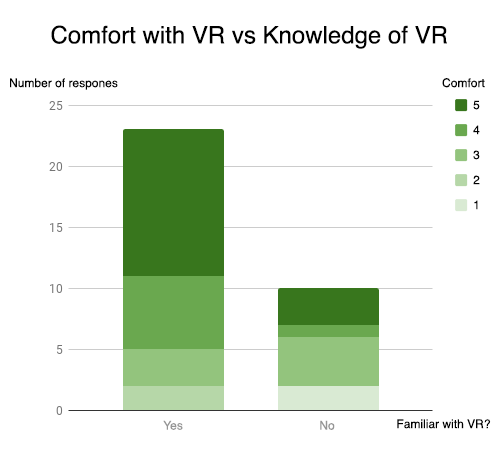 Comfort with VR vs Knowledge of VR
Number of respones
Comfort
5
4
3
2
1
25
20
15
10
5
0
Yes
No
Familiar with VR?